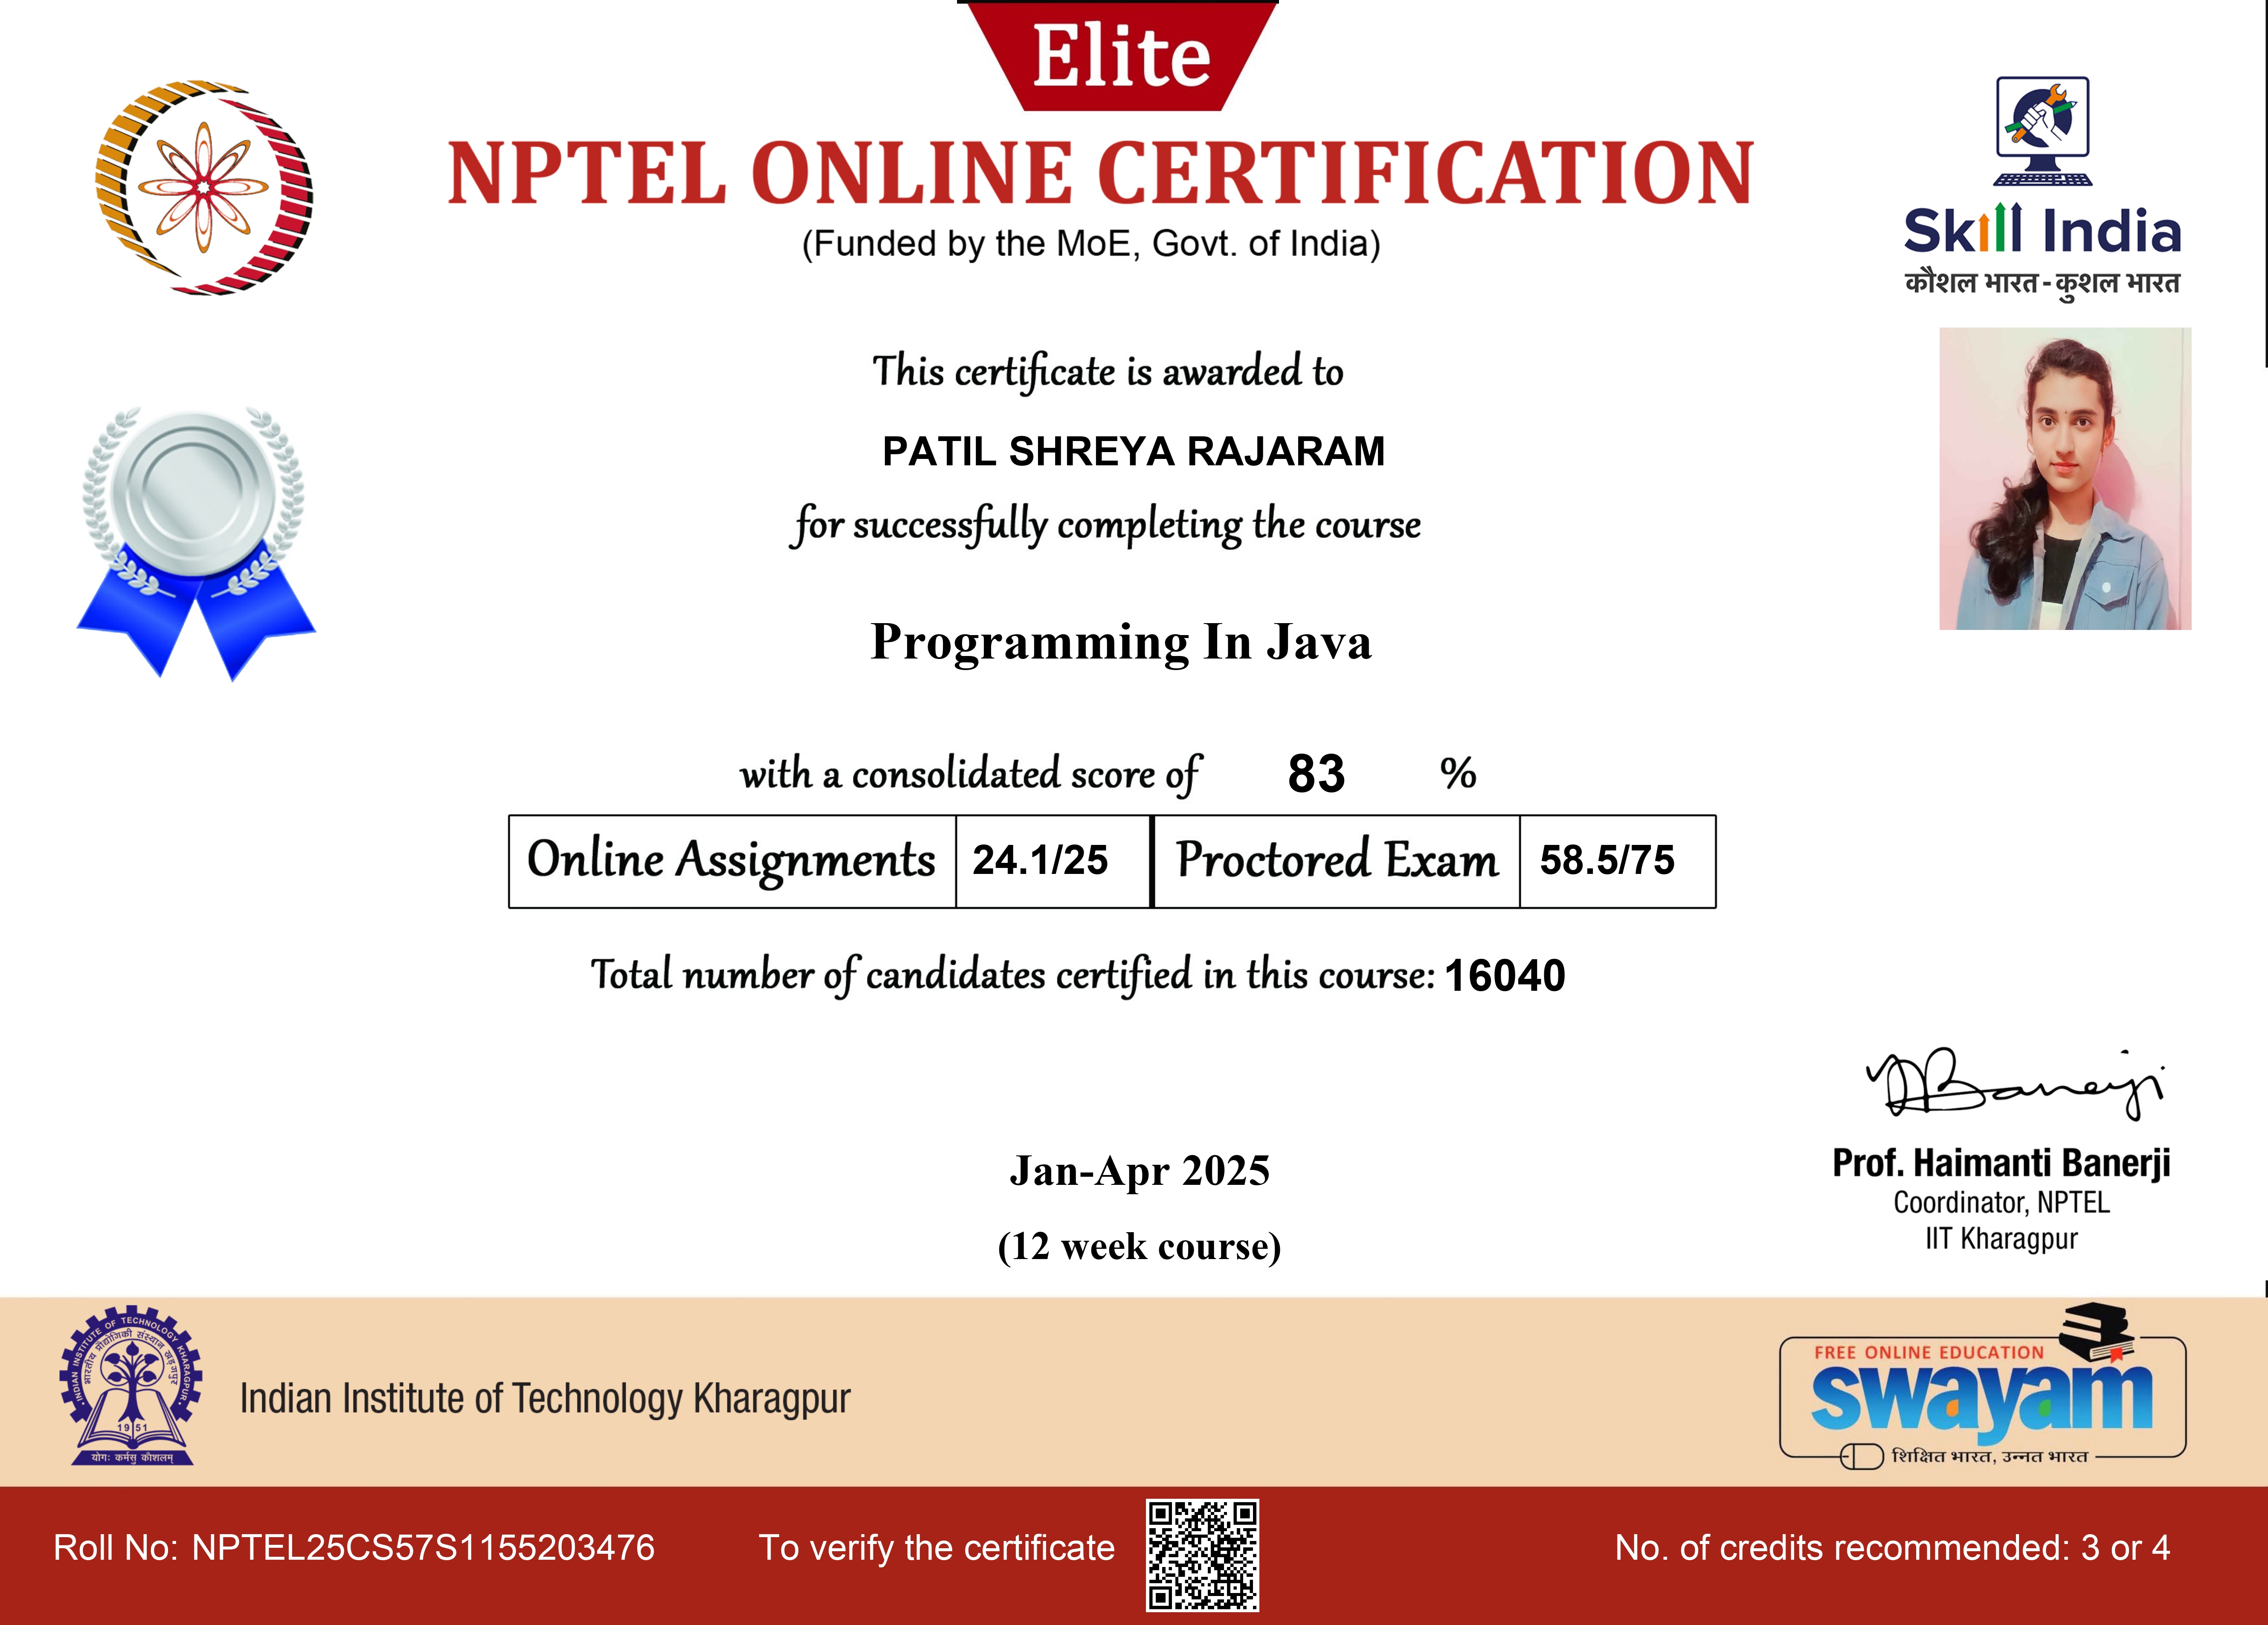 Elite
NPTEL ONLINE CERTIFICATION
(Funded by the MoE, Govt. of India)
Skill India
कौशल भारत - कुशल भारत
This certificate is awarded to
PATIL SHREYA RAJARAM
for successfully completing the course
Programming In Java
with a consolidated score of 83 %
Online Assignments 24.1/25 Proctored Exam 58.5/75
Total number of candidates certified in this course: 16040
Banerji
Prof. Haimanti Banerji
Coordinator, NPTEL
IIT Kharagpur
Jan-Apr 2025
(12 week course)
INDIAN INSTITUTE OF TECHNOLOGY KHARAGPUR
भारतीय प्रौद्योगिकी संस्थान खड़गपुर
1951
योगः कर्मसु कौशलम्
Indian Institute of Technology Kharagpur
FREE ONLINE EDUCATION
swayam
शिक्षित भारत, उन्नत भारत
Roll No: NPTEL25CS57S1155203476
To verify the certificate
No. of credits recommended: 3 or 4